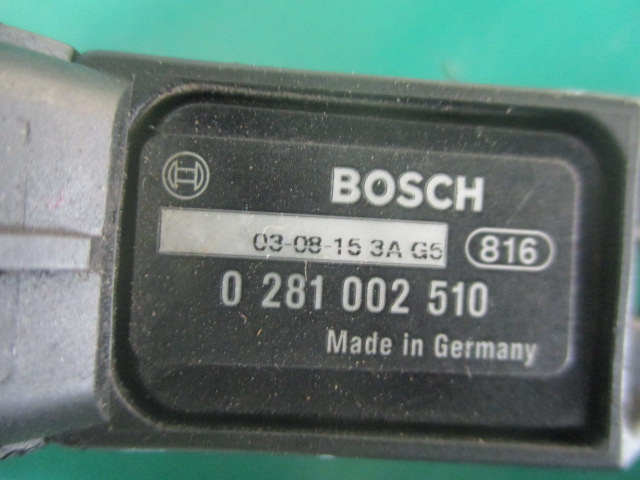 BOSCH
03-08-15 3A G5
816
0 281 002 510
Made in Germany